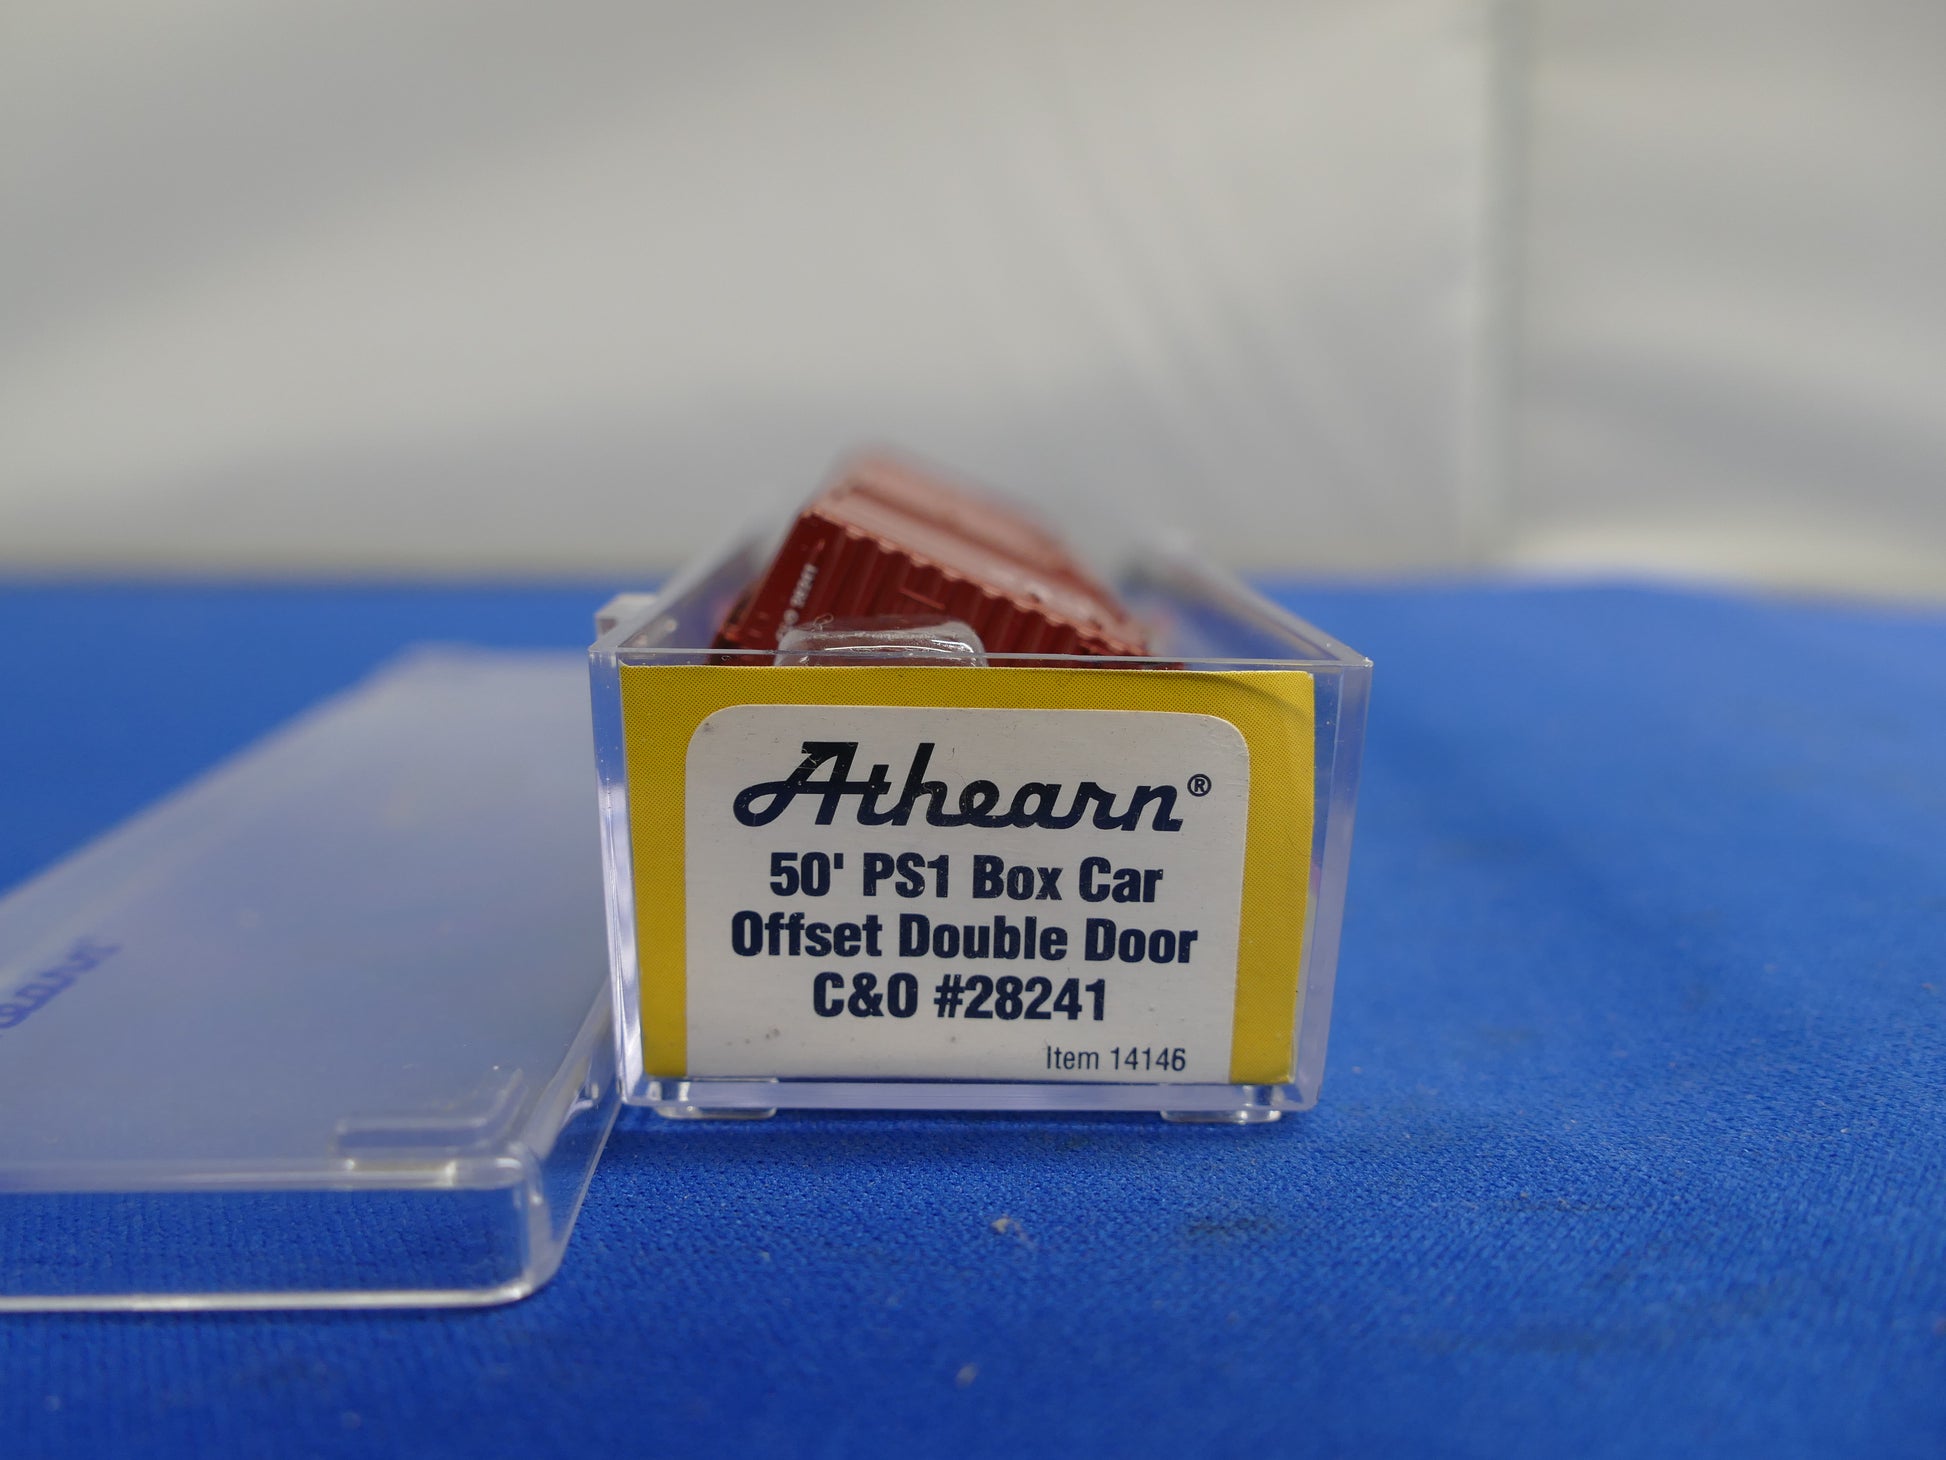 Athearn®
50' PS1 Box Car
Offset Double Door
C&O #28241
Item 14146